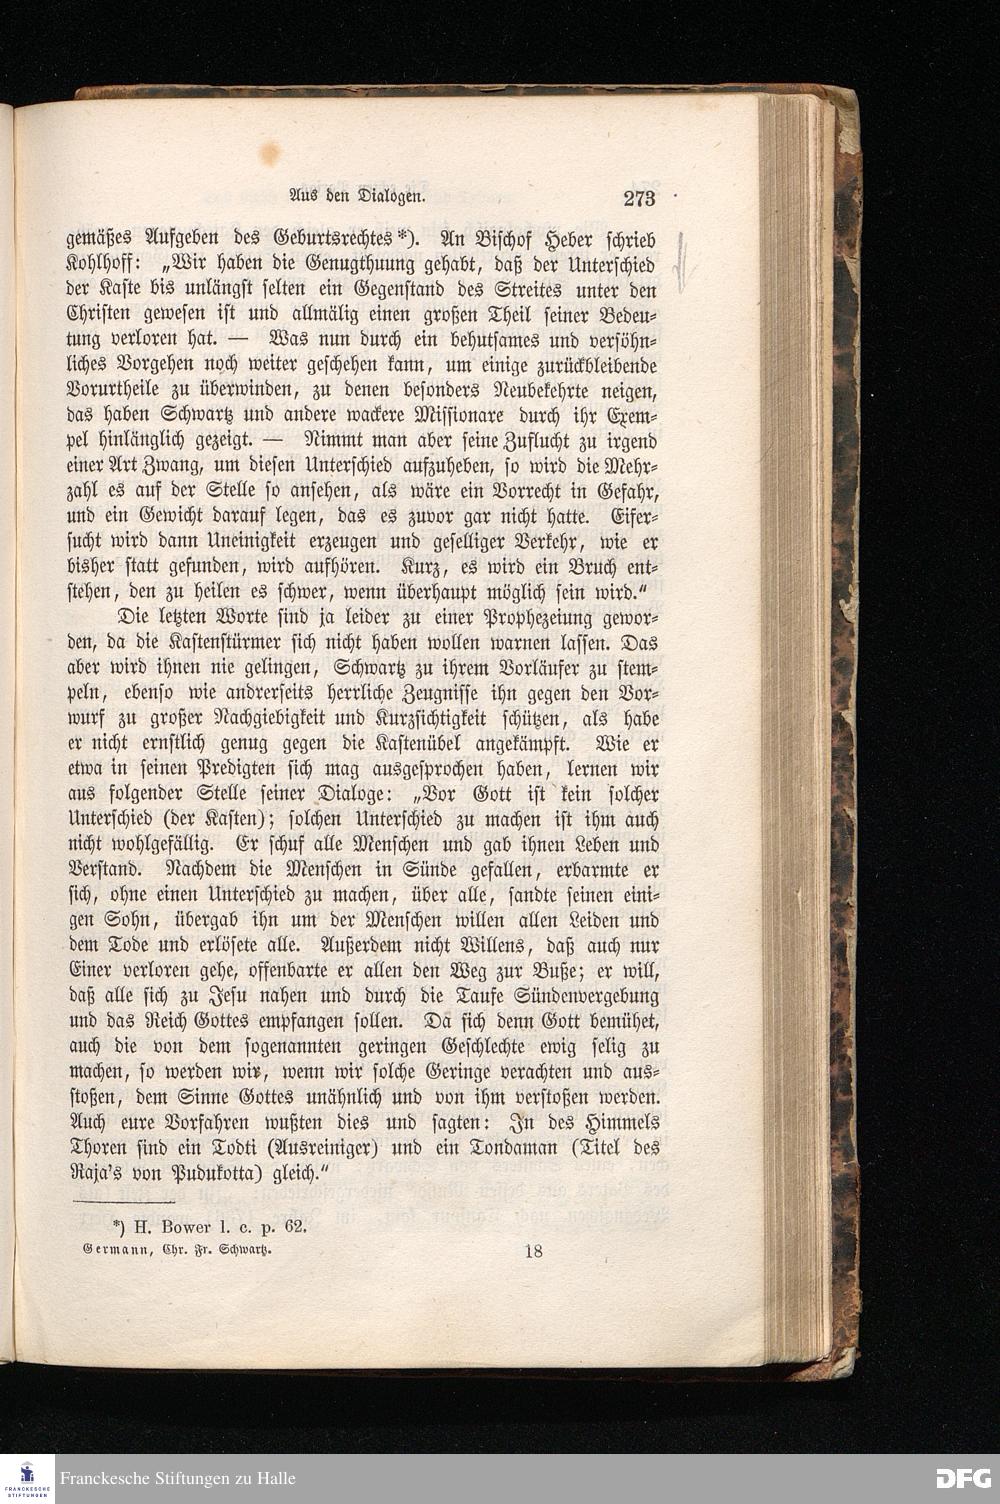 Aus den Dialogen. 273
gemäßes Aufgeben des Geburtsrechtes*). An Bischof Heber schrieb
Kohlhoff: „Wir haben die Genugthuung gehabt, daß der Unterschied
der Kaste bis unlängst selten ein Gegenstand des Streites unter den
Christen gewesen ist und allmälig einen großen Theil seiner Bedeu-
tung verloren hat. — Was nun durch ein behutsames und versöhn-
liches Vorgehen noch weiter geschehen kann, um einige zurückbleibende
Vorurtheile zu überwinden, zu denen besonders Neubekehrte neigen,
das haben Schwartz und andere wackere Missionare durch ihr Exem-
pel hinlänglich gezeigt. — Nimmt man aber seine Zuflucht zu irgend
einer Art Zwang, um diesen Unterschied aufzuheben, so wird die Mehr-
zahl es auf der Stelle so ansehen, als wäre ein Vorrecht in Gefahr,
und ein Gewicht darauf legen, das es zuvor gar nicht hatte. Eifer-
sucht wird dann Uneinigkeit erzeugen und geselliger Verkehr, wie er
bisher statt gefunden, wird aufhören. Kurz, es wird ein Bruch ent-
stehen, den zu heilen es schwer, wenn überhaupt möglich sein wird.“
Die letzten Worte sind ja leider zu einer Prophezeiung gewor-
den, da die Kastenstürmer sich nicht haben wollen warnen lassen. Das
aber wird ihnen nie gelingen, Schwartz zu ihrem Vorläufer zu stem-
peln, ebenso wie andrerseits herrliche Zeugnisse ihn gegen den Vor-
wurf zu großer Nachgiebigkeit und Kurzsichtigkeit schützen, als habe
er nicht ernstlich genug gegen die Kastenübel angekämpft. Wie er
etwa in seinen Predigten sich mag ausgesprochen haben, lernen wir
aus folgender Stelle seiner Dialoge: „Vor Gott ist kein solcher
Unterschied (der Kasten); solchen Unterschied zu machen ist ihm auch
nicht wohlgefällig. Er schuf alle Menschen und gab ihnen Leben und
Verstand. Nachdem die Menschen in Sünde gefallen, erbarmte er
sich, ohne einen Unterschied zu machen, über alle, sandte seinen eini-
gen Sohn, übergab ihn um der Menschen willen allen Leiden und
dem Tode und erlösete alle. Außerdem nicht Willens, daß auch nur
Einer verloren gehe, offenbarte er allen den Weg zur Buße; er will,
daß alle sich zu Jesu nahen und durch die Taufe Sündenvergebung
und das Reich Gottes empfangen sollen. Da sich denn Gott bemühet,
auch die von dem sogenannten geringen Geschlechte ewig selig zu
machen, so werden wir, wenn wir solche Geringe verachten und aus-
stoßen, dem Sinne Gottes unähnlich und von ihm verstoßen werden.
Auch eure Vorfahren wußten dies und sagten: In des Himmels
Thoren sind ein Todti (Ausreiniger) und ein Tondaman (Titel des
Raja's von Pudukotta) gleich.“
*) H. Bower l. c. p. 62.
Germann, Chr. Fr. Schwartz. 18
FRANCKESCHE
STIFTUNGEN
Franckesche Stiftungen zu Halle
DFG